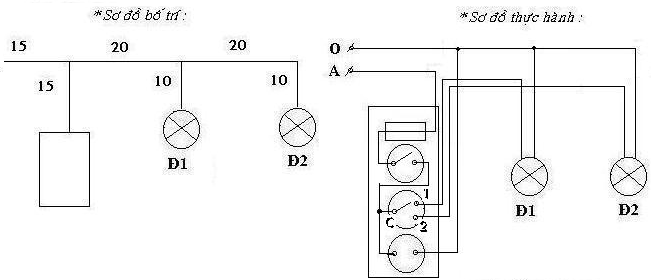 *Sơ đồ bố trí :
15
20
20
15
10
10
Đ1
Đ2
*Sơ đồ thực hành :
O
A
1
C
2
Đ1
Đ2